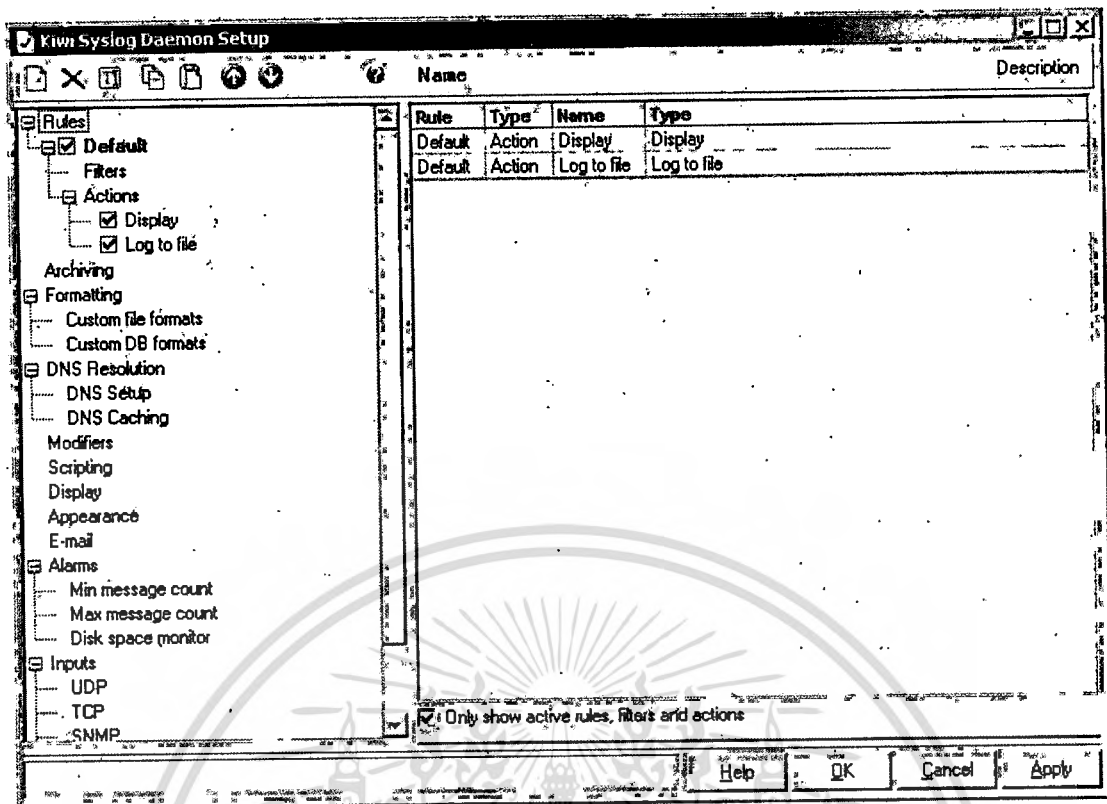 Kiwi Syslog Daemon Setup
Name
Description
Rules
Default
Filters
Actions
Display
Log to file
Archiving
Formatting
Custom file formats
Custom DB formats
DNS Resolution
DNS Setup
DNS Caching
Modifiers
Scripting
Display
Appearance
E-mail
Alarms
Min message count
Max message count
Disk space monitor
Inputs
UDP
TCP
SNMP
Rule Type Name Type
Default Action Display Display
Default Action Log to file Log to file
Only show active rules, filters and actions
Help OK Cancel Apply